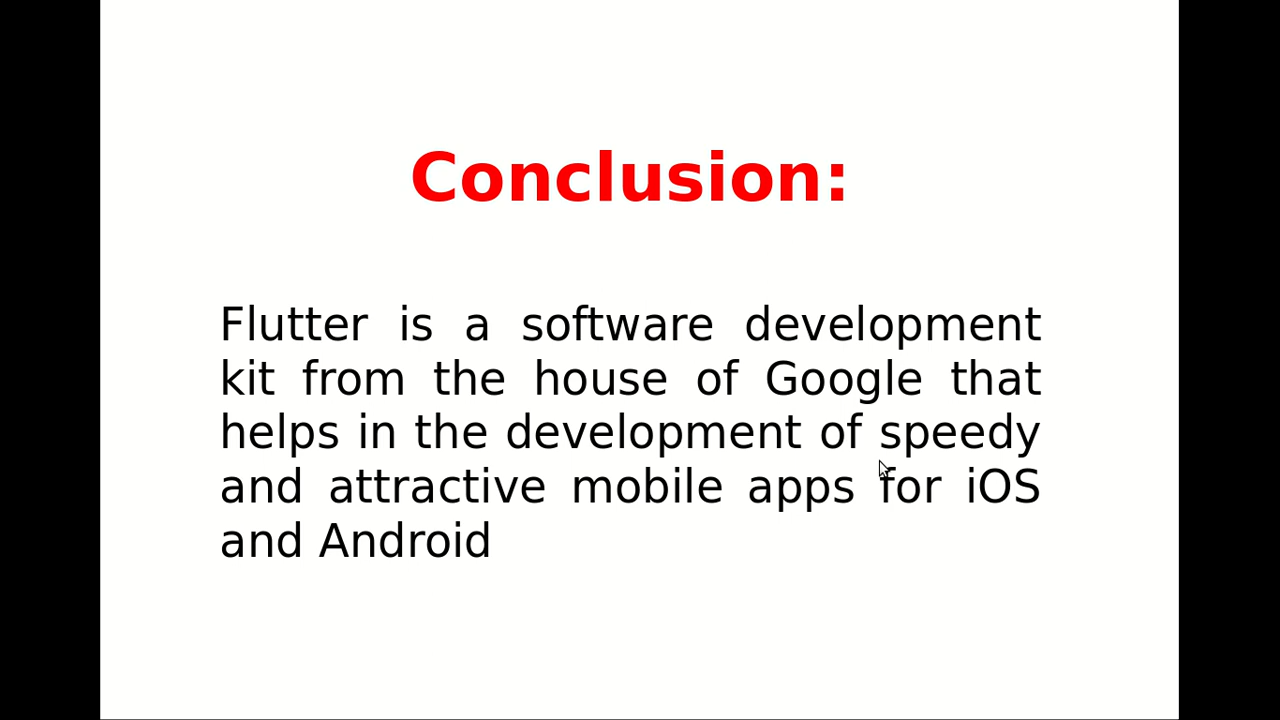 Conclusion:
Flutter is a software development
kit from the house of Google that
helps in the development of speedy
and attractive mobile apps for iOS
and Android